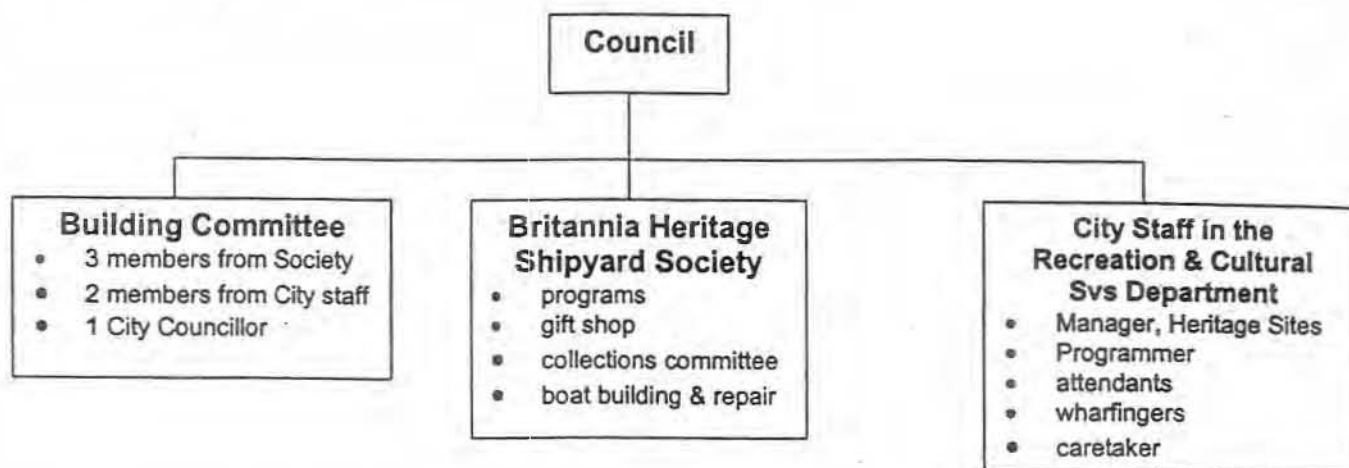 Council
Building Committee
• 3 members from Society
• 2 members from City staff
• 1 City Councillor
Britannia Heritage
Shipyard Society
• programs
• gift shop
• collections committee
• boat building & repair
City Staff in the
Recreation & Cultural
Svs Department
• Manager, Heritage Sites
• Programmer
• attendants
• wharfingers
• caretaker